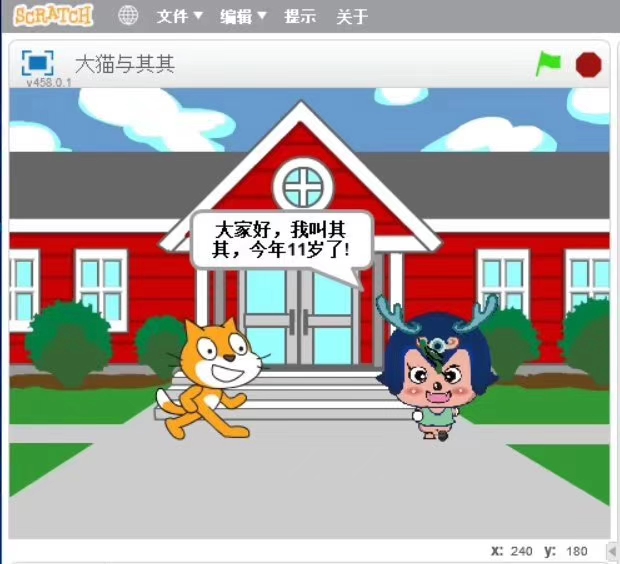 SCRATCH 文件 编辑 提示 关于
大猫与其其
v458.0.1
大家好，我叫其
其，今年11岁了!
x: 240 y: 180